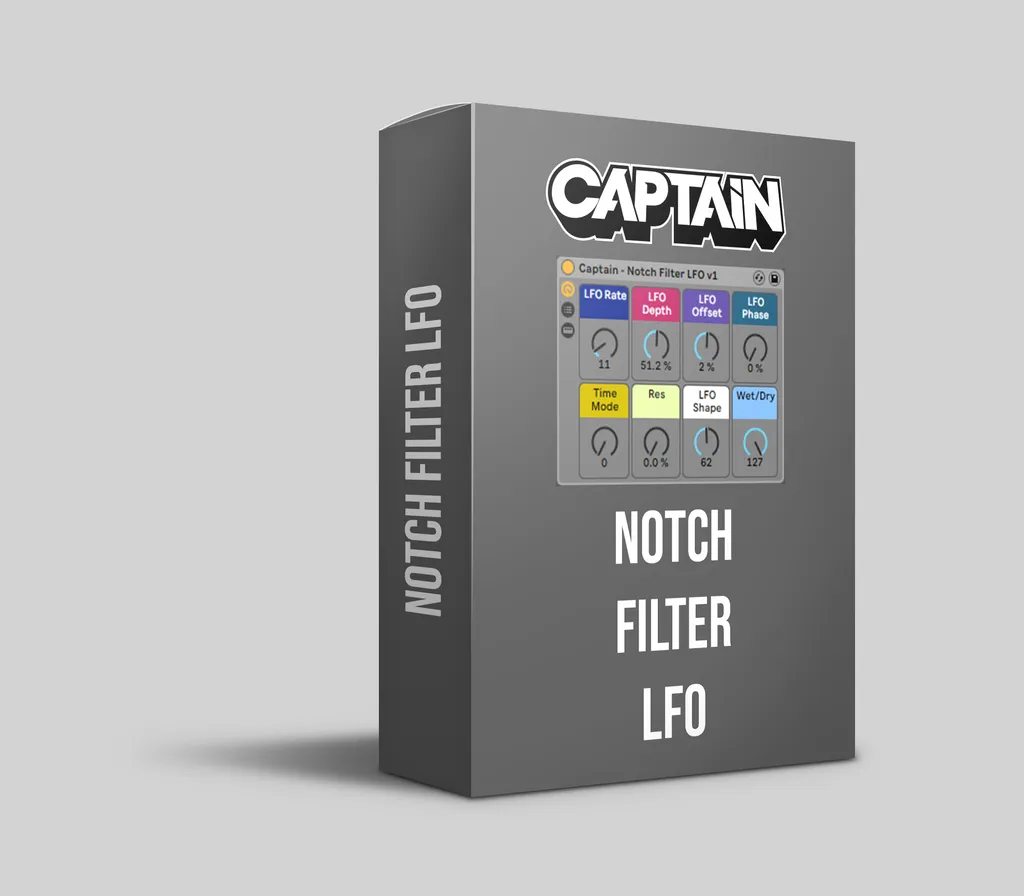 NOTCH FILTER LFO
CAPTAIN
Captain - Notch Filter LFO v1
LFO Rate
LFO
Depth
LFO
Offset
LFO
Phase
11
51.2 %
2 %
0 %
Time
Mode
Res
LFO
Shape
Wet/Dry
0
0.0 %
62
127
NOTCH
FILTER
LFO